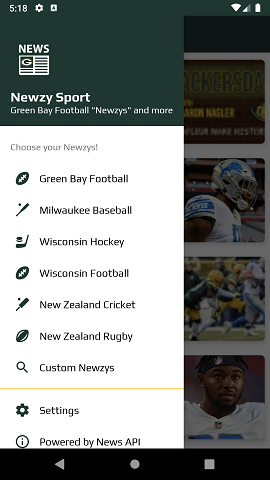 5:18
NEWS
G
Newzy Sport
Green Bay Football "Newzys" and more
Choose your Newzys!
Green Bay Football
Milwaukee Baseball
Wisconsin Hockey
Wisconsin Football
New Zealand Cricket
New Zealand Rugby
Custom Newzys
Settings
Powered by News API
ACKERSDA
ARON NAGLER
AFLEUR MAKE HISTOR